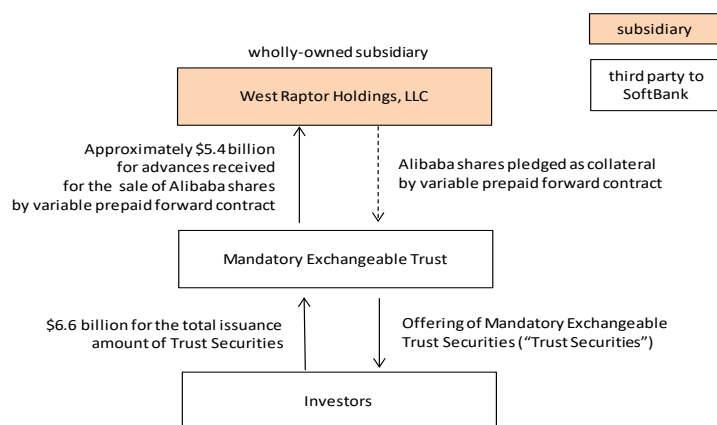 subsidiary
wholly-owned subsidiary
third party to
SoftBank
West Raptor Holdings, LLC
Approximately $5.4 billion
for advances received
for the sale of Alibaba shares
by variable prepaid forward contract
Alibaba shares pledged as collateral
by variable prepaid forward contract
Mandatory Exchangeable Trust
$6.6 billion for the total issuance
amount of Trust Securities
Offering of Mandatory Exchangeable
Trust Securities (“Trust Securities”)
Investors